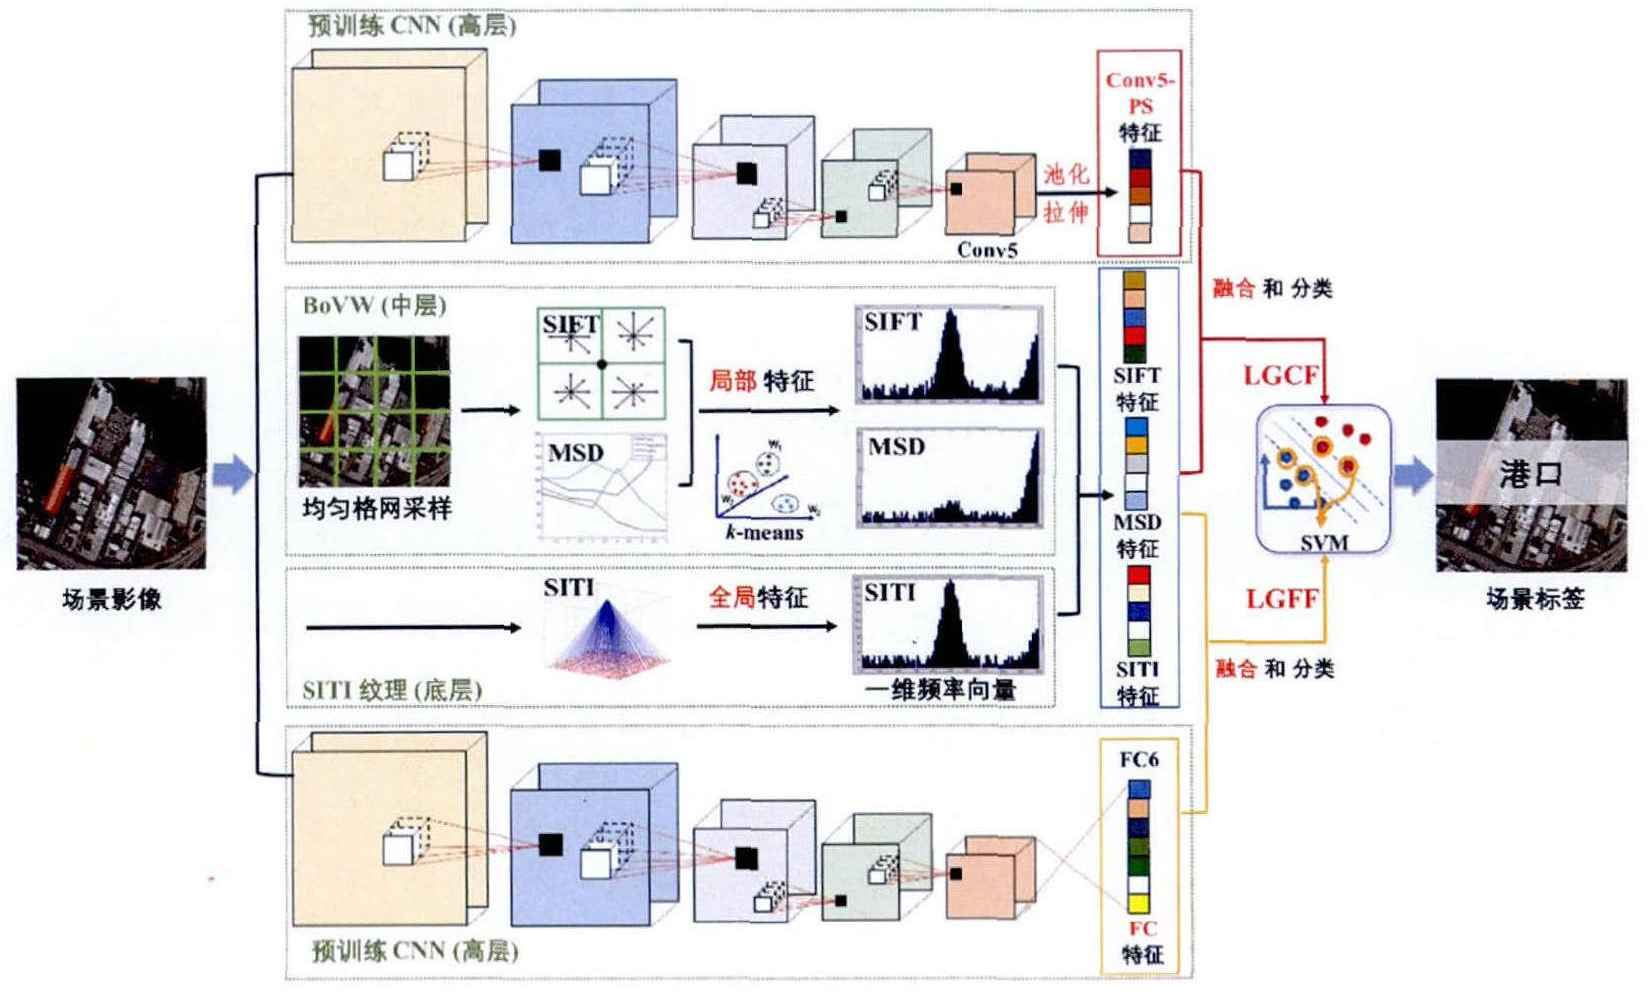 预训练 CNN (高层)
Conv5-
PS
特征
池化
拉伸
Conv5
融合 和 分类
BoVW (中层)
SIFT
MSD
均匀格网采样
局部 特征
W₁
W₂
k-means
SIFT
MSD
SIFT
特征
MSD
特征
SITI
特征
LGCF
SVM
LGFF
融合 和 分类
场景影像
港口
场景标签
SITI
全局特征
SITI
一维频率向量
SITI 纹理 (底层)
预训练 CNN (高层)
FC6
FC
特征